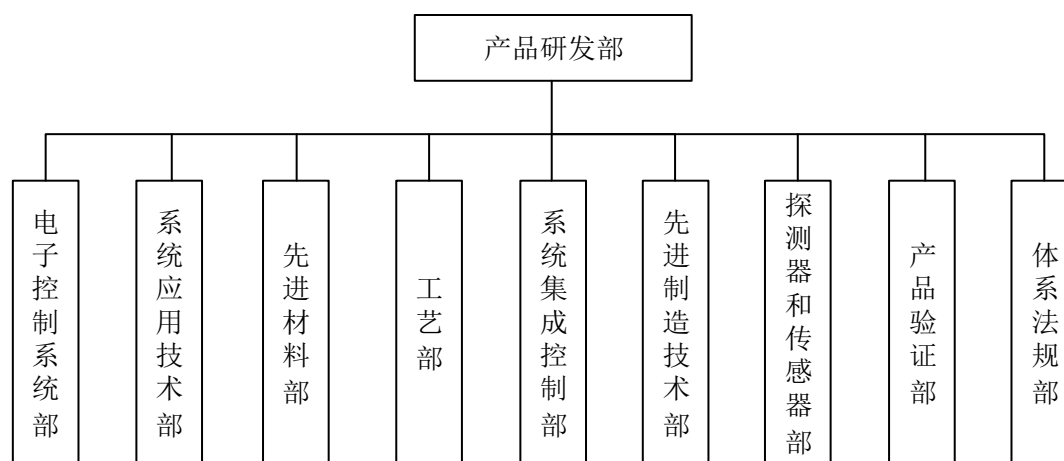 产品研发部
电子控制系统部
系统应用技术部
先进材料部
工艺部
系统集成控制部
先进制造技术部
探测器和传感器部
产品验证部
体系法规部